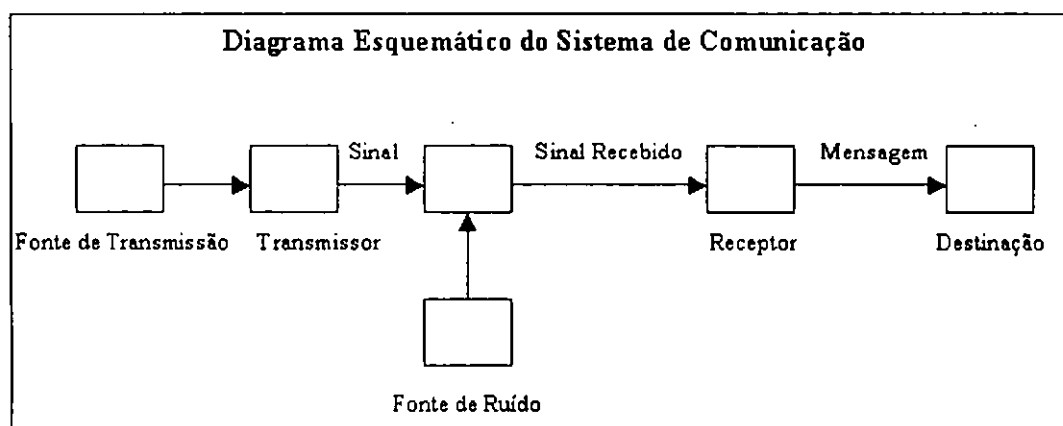 Diagrama Esquemático do Sistema de Comunicação
Sinal
Sinal Recebido
Mensagem
Fonte de Transmissão
Transmissor
Receptor
Destinação
Fonte de Ruído